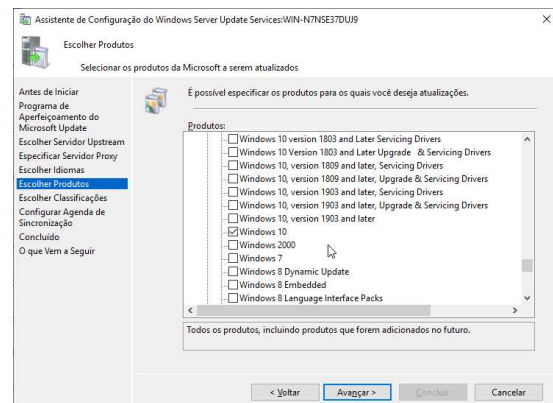 Assistente de Configuração do Windows Server Update Services:WIN-N7NSE37DUJ9
Escolher Produtos
Selecionar os produtos da Microsoft a serem atualizados
Antes de Iniciar
Programa de
Aperfeiçoamento do
Microsoft Update
Escolher Servidor Upstream
Especificar Servidor Proxy
Escolher Idiomas
Escolher Produtos
Escolher Classificações
Configurar Agenda de
Sincronização
Concluído
O que Vem a Seguir
É possível especificar os produtos para os quais você deseja atualizações.
Produtos:
Windows 10 version 1803 and Later Servicing Drivers
Windows 10 Version 1803 and Later Upgrade & Servicing Drivers
Windows 10, version 1809 and later, Servicing Drivers
Windows 10, version 1809 and later, Upgrade & Servicing Drivers
Windows 10, version 1903 and later, Servicing Drivers
Windows 10, version 1903 and later, Upgrade & Servicing Drivers
Windows 10, version 1903 and later
Windows 10
Windows 2000
Windows 7
Windows 8 Dynamic Update
Windows 8 Embedded
Windows 8 Language Interface Packs
Todos os produtos, incluindo produtos que forem adicionados no futuro.
< Voltar
Avançar >
Concluir
Cancelar